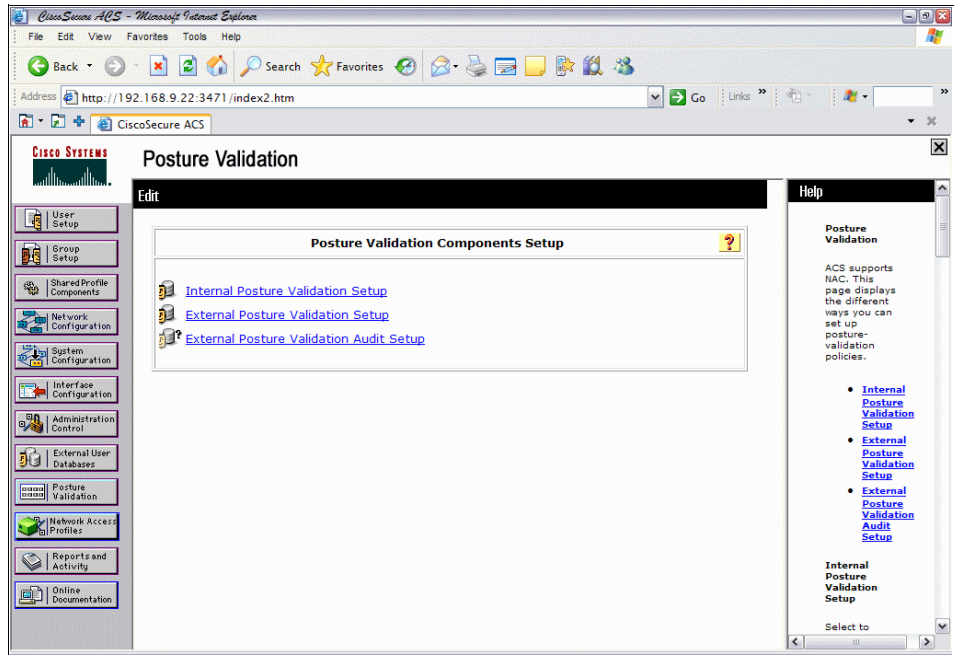 CiscoSecure ACS - Microsoft Internet Explorer
File Edit View Favorites Tools Help
Back Search Favorites
Address http://192.168.9.22:3471/index2.htm Go Links »
»
CiscoSecure ACS
CISCO SYSTEMS
Posture Validation
User
Setup
Group
Setup
Shared Profile
Components
Network
Configuration
System
Configuration
Interface
Configuration
Administration
Control
External User
Databases
Posture
Validation
Network Access
Profiles
Reports and
Activity
Online
Documentation
Edit
Posture Validation Components Setup
?
Internal Posture Validation Setup
External Posture Validation Setup
? External Posture Validation Audit Setup
Help
Posture
Validation
ACS supports
NAC. This
page displays
the different
ways you can
set up
posture-
validation
policies.
• Internal
Posture
Validation
Setup
• External
Posture
Validation
Setup
• External
Posture
Validation
Audit
Setup
Internal
Posture
Validation
Setup
Select to